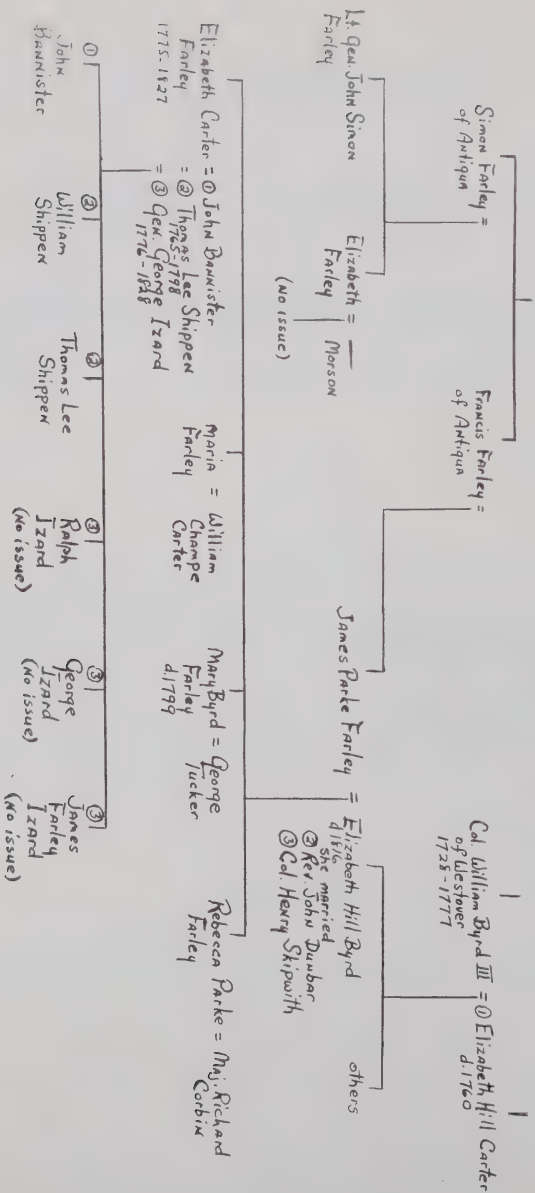 Simon Farley =
of Antigua
Francis Farley =
of Antigua
Col. William Byrd III = ① Elizabeth Hill Carter
of Westover
1728-1777
d.1760
Lt. Gen. John Simon
Farley
Elizabeth = —
Farley | Morson
(No issue)
James Parke Farley = Elizabeth Hill Byrd
d.1816
She married
② Rev. John Dunbar
③ Col. Henry Skipwith
others
Elizabeth Carter = ① John Bannister
Farley = ② Thomas Lee Shippen
1775-1827
1765-1798
= ③ Gen. George Izard
1776-1828
Maria = William
Farley Champe
Carter
Mary Byrd = George
Farley Tucker
d.1799
Rebecca Parke = Maj. Richard
Farley Corbin
①
John
Bannister
②
William
Shippen
②
Thomas Lee
Shippen
③
Ralph
Izard
(No issue)
③
George
Izard
(No issue)
③
James
Farley
Izard
(No issue)